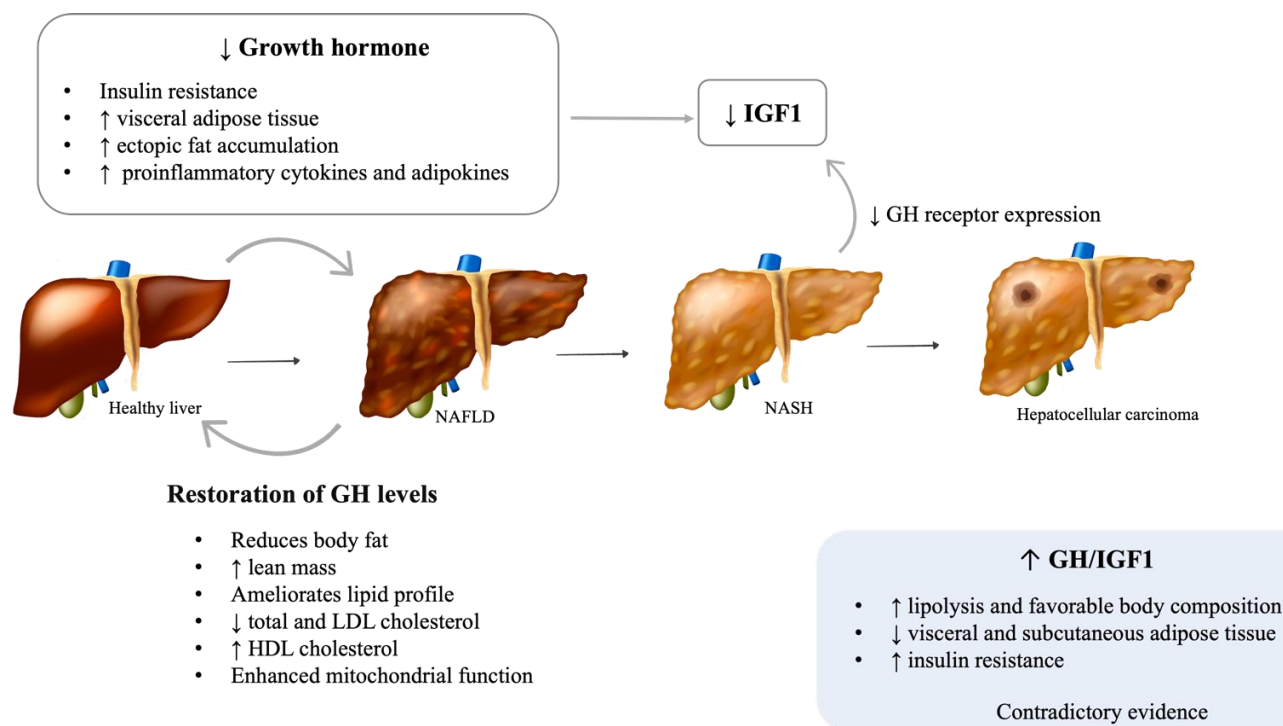 ↓ Growth hormone
• Insulin resistance
• ↑ visceral adipose tissue
• ↑ ectopic fat accumulation
• ↑ proinflammatory cytokines and adipokines
↓ IGF1
↓ GH receptor expression
Healthy liver
NAFLD
NASH
Hepatocellular carcinoma
Restoration of GH levels
• Reduces body fat
• ↑ lean mass
• Ameliorates lipid profile
• ↓ total and LDL cholesterol
• ↑ HDL cholesterol
• Enhanced mitochondrial function
↑ GH/IGF1
• ↑ lipolysis and favorable body composition
• ↓ visceral and subcutaneous adipose tissue
• ↑ insulin resistance
Contradictory evidence